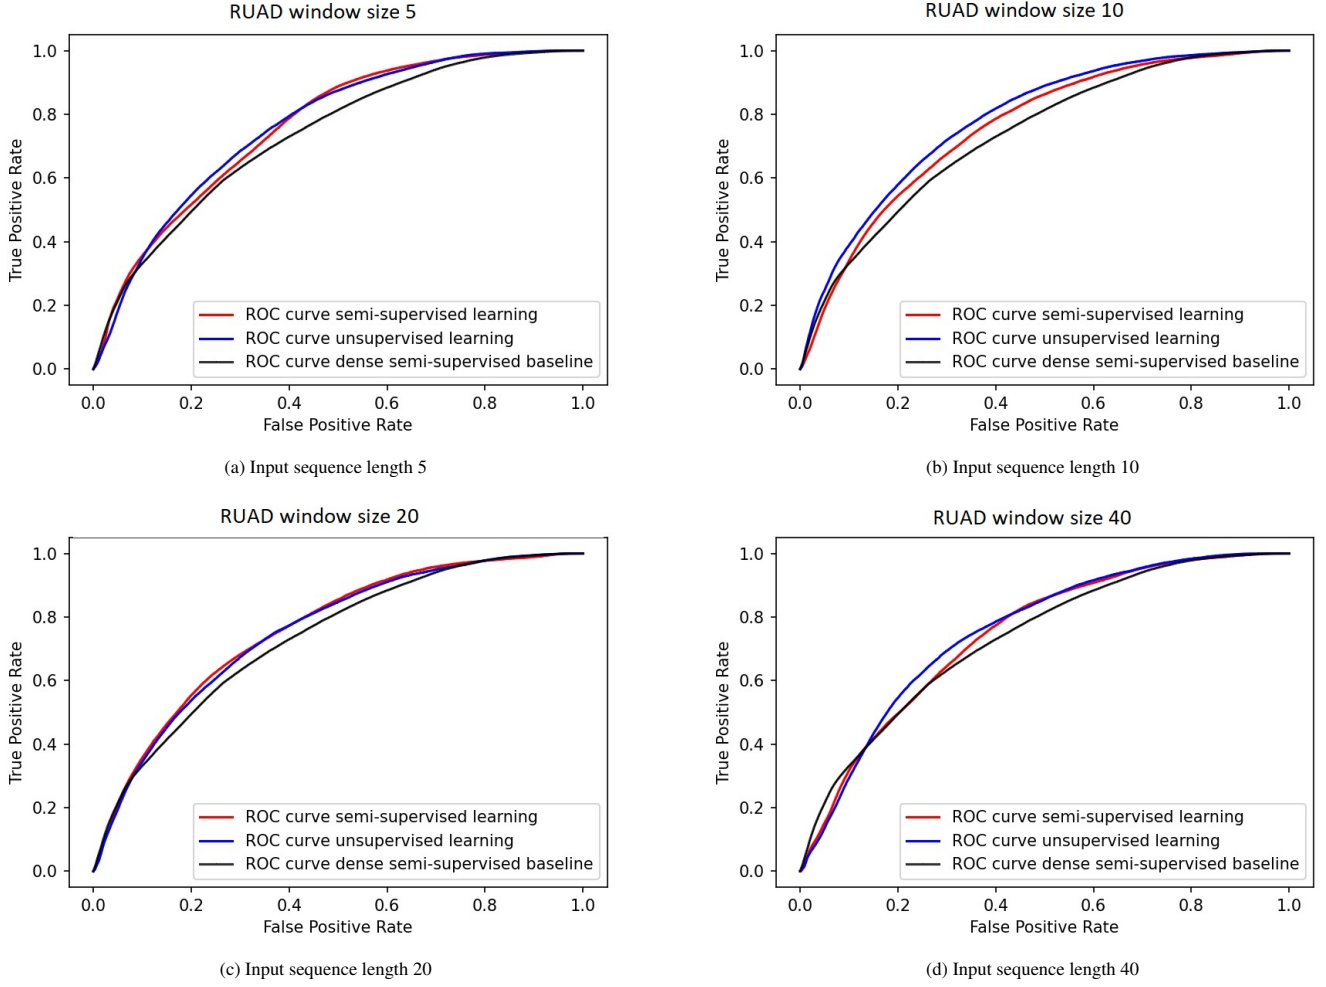 RUAD window size 5
True Positive Rate
1.0
0.8
0.6
0.4
0.2
0.0
ROC curve semi-supervised learning
ROC curve unsupervised learning
ROC curve dense semi-supervised baseline
0.0 0.2 0.4 0.6 0.8 1.0
False Positive Rate
(a) Input sequence length 5
RUAD window size 10
True Positive Rate
1.0
0.8
0.6
0.4
0.2
0.0
ROC curve semi-supervised learning
ROC curve unsupervised learning
ROC curve dense semi-supervised baseline
0.0 0.2 0.4 0.6 0.8 1.0
False Positive Rate
(b) Input sequence length 10
RUAD window size 20
True Positive Rate
1.0
0.8
0.6
0.4
0.2
0.0
ROC curve semi-supervised learning
ROC curve unsupervised learning
ROC curve dense semi-supervised baseline
0.0 0.2 0.4 0.6 0.8 1.0
False Positive Rate
(c) Input sequence length 20
RUAD window size 40
True Positive Rate
1.0
0.8
0.6
0.4
0.2
0.0
ROC curve semi-supervised learning
ROC curve unsupervised learning
ROC curve dense semi-supervised baseline
0.0 0.2 0.4 0.6 0.8 1.0
False Positive Rate
(d) Input sequence length 40